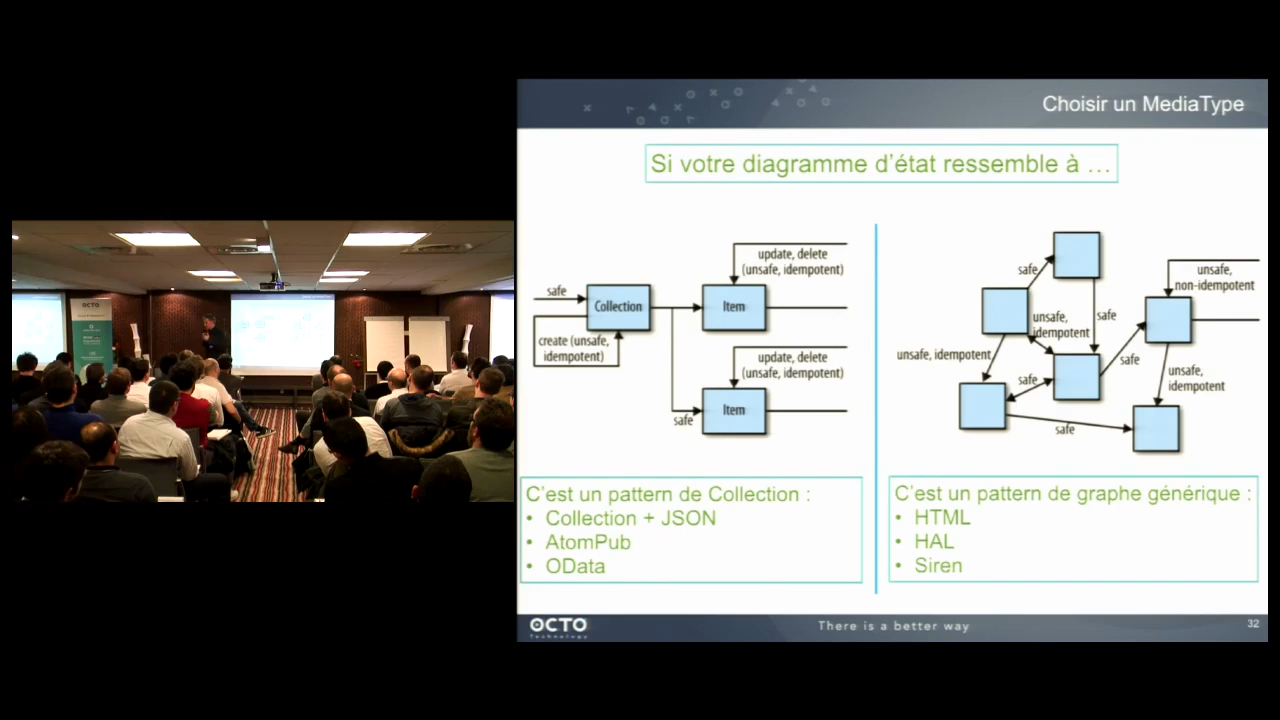 OCTO
Choisir un MediaType
Si votre diagramme d'état ressemble à ...
update, delete
(unsafe, idempotent)
safe
Collection
Item
create (unsafe,
idempotent)
update, delete
(unsafe, idempotent)
Item
safe
safe
unsafe,
non-idempotent
unsafe,
idempotent
safe
unsafe, idempotent
safe
safe
unsafe,
idempotent
safe
C'est un pattern de Collection :
• Collection + JSON
• AtomPub
• OData
C'est un pattern de graphe générique :
• HTML
• HAL
• Siren
OCTO
Technology
There is a better way
32